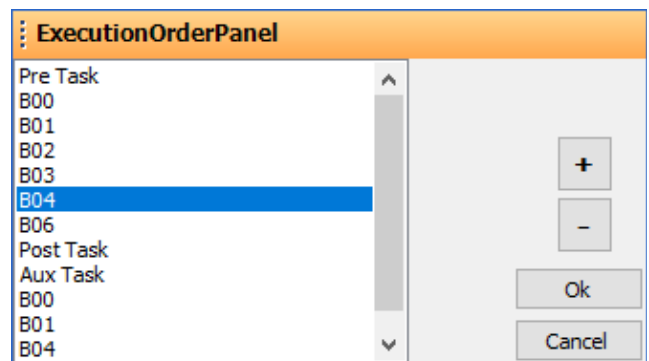 ExecutionOrderPanel
Pre Task
B00
B01
B02
B03
B04
B06
Post Task
Aux Task
B00
B01
B04
+
-
Ok
Cancel